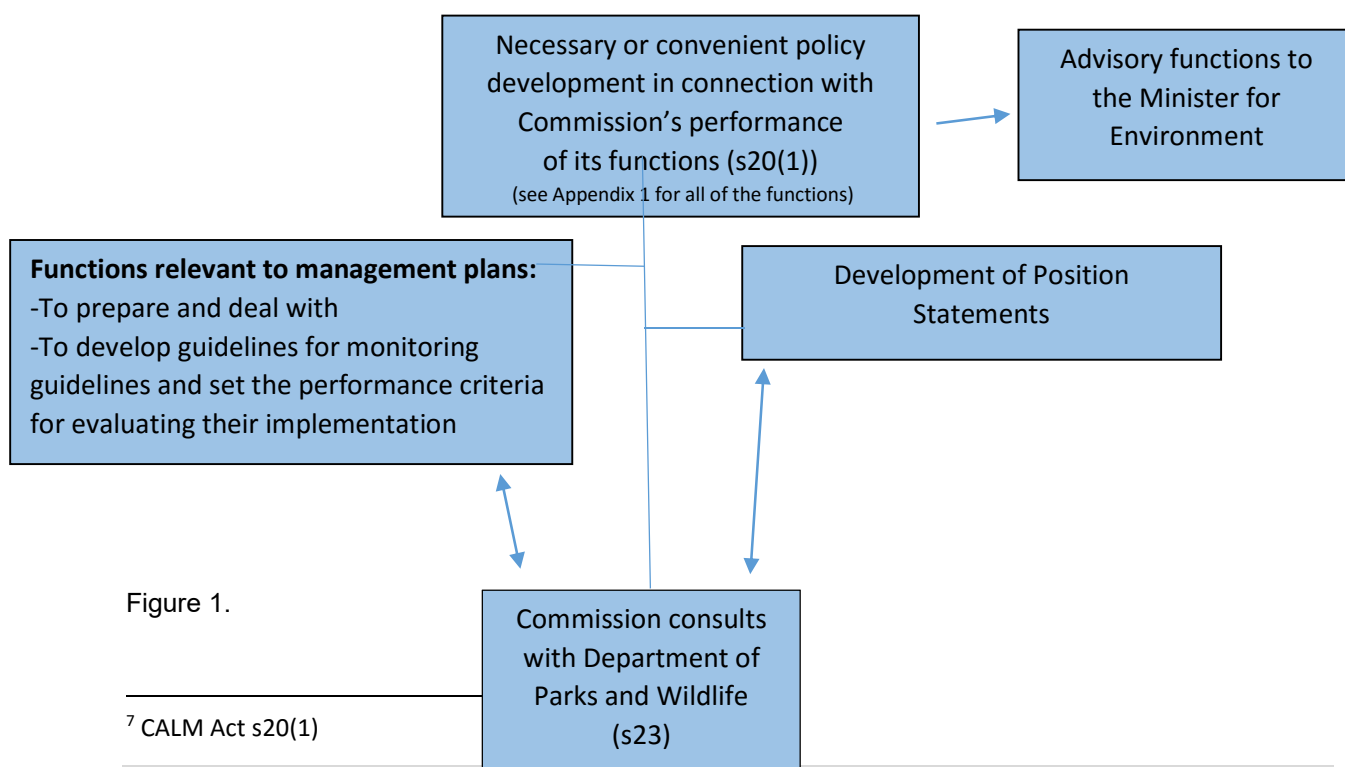 Necessary or convenient policy
development in connection with
Commission’s performance
of its functions (s20(1))
(see Appendix 1 for all of the functions)
Advisory functions to
the Minister for
Environment
Functions relevant to management plans:
-To prepare and deal with
-To develop guidelines for monitoring
guidelines and set the performance criteria
for evaluating their implementation
Development of Position
Statements
Figure 1.
Commission consults
with Department of
Parks and Wildlife
(s23)
7 CALM Act s20(1)